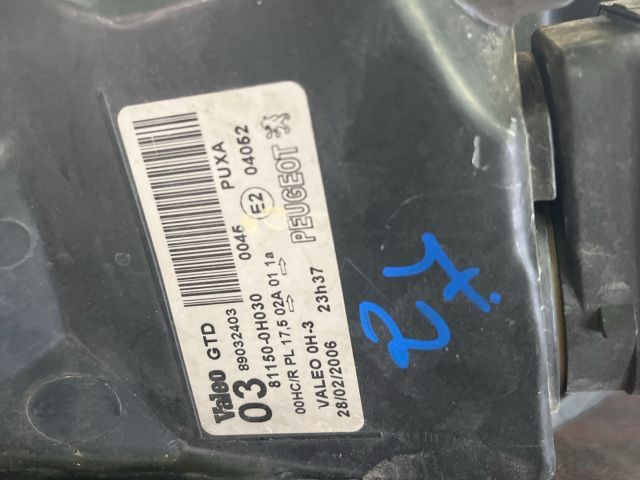 Valeo GTD
03 89032403 0045 PUXA
81150-0H030 E2 04052
00HC/R PL 17,5 02A 01 1a
VALEO 0H-3 PEUGEOT
28/02/2006 23h37
27.